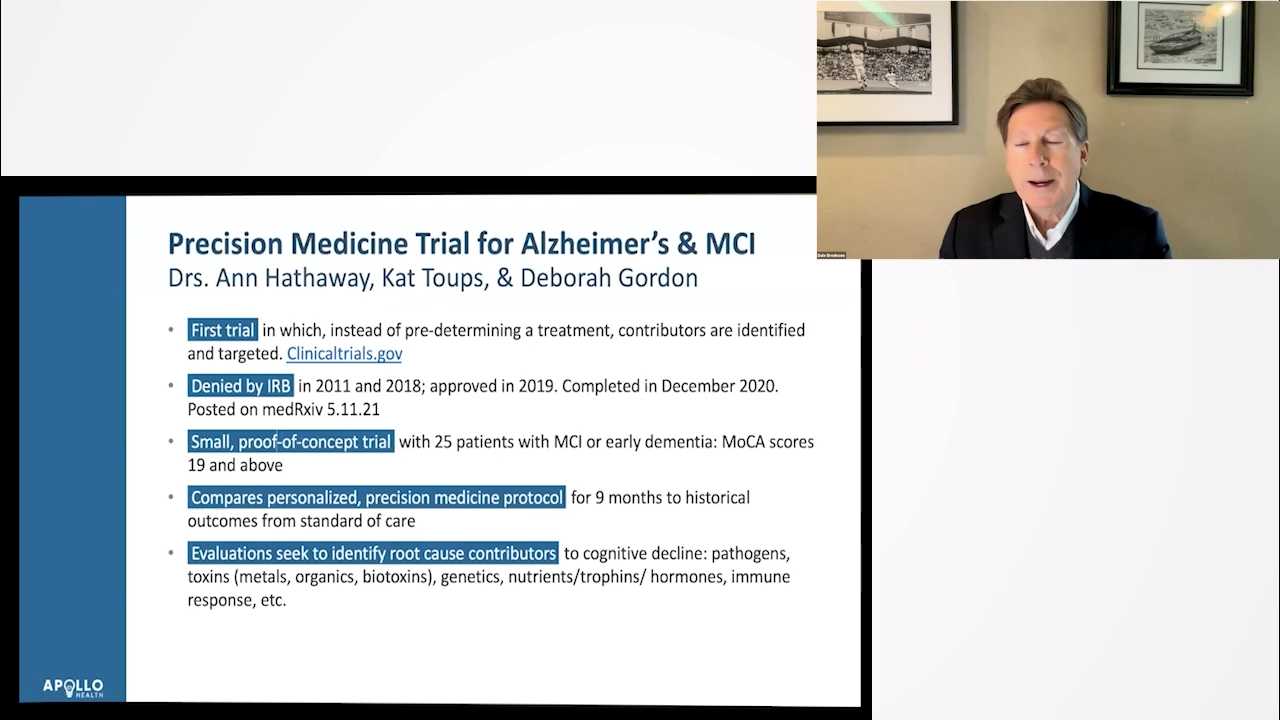 Dale Bredesen
Precision Medicine Trial for Alzheimer's & MCI
Drs. Ann Hathaway, Kat Toups, & Deborah Gordon
• First trial in which, instead of pre-determining a treatment, contributors are identified
and targeted. Clinicaltrials.gov
• Denied by IRB in 2011 and 2018; approved in 2019. Completed in December 2020.
Posted on medRxiv 5.11.21
• Small, proof-of-concept trial with 25 patients with MCI or early dementia: MoCA scores
19 and above
• Compares personalized, precision medicine protocol for 9 months to historical
outcomes from standard of care
• Evaluations seek to identify root cause contributors to cognitive decline: pathogens,
toxins (metals, organics, biotoxins), genetics, nutrients/trophins/ hormones, immune
response, etc.
APOLLO
HEALTH